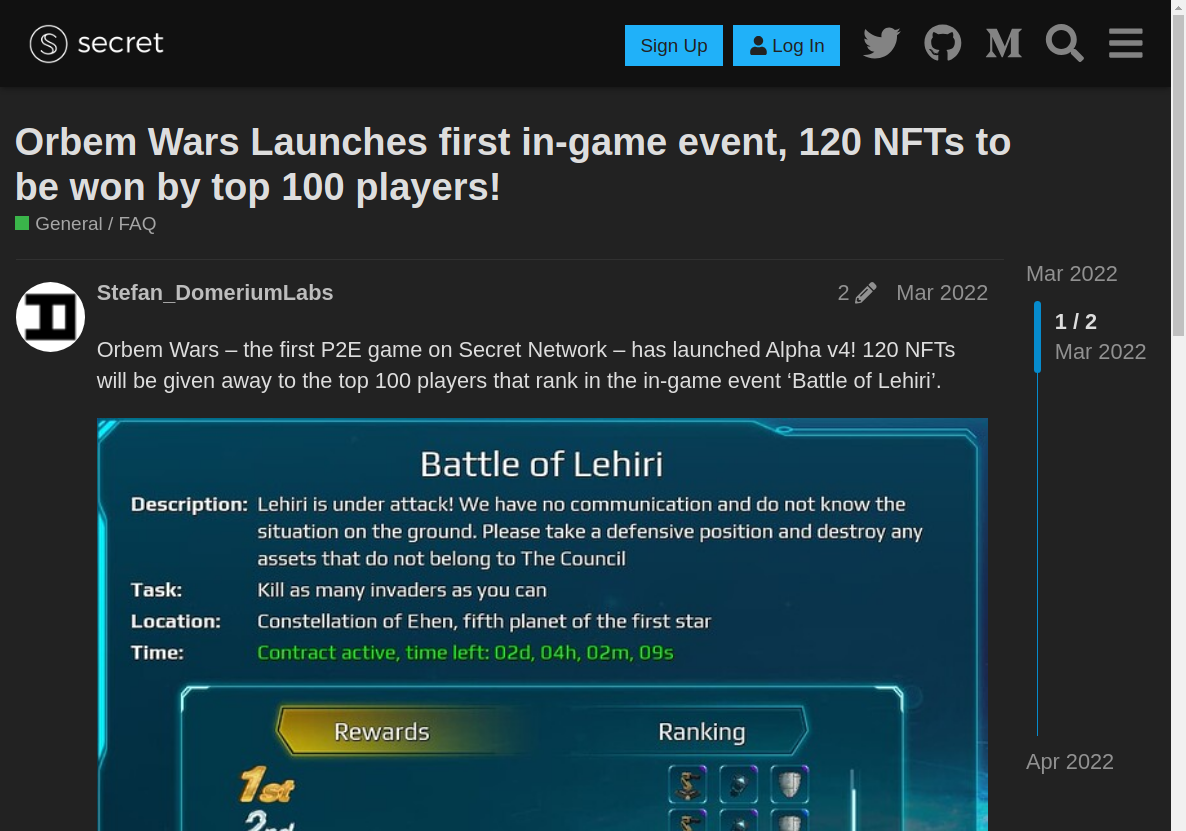 secret
Sign Up
Log In
Orbem Wars Launches first in-game event, 120 NFTs to
be won by top 100 players!
General / FAQ
Stefan_DomeriumLabs
2
Mar 2022
Mar 2022
1 / 2
Mar 2022
Orbem Wars – the first P2E game on Secret Network – has launched Alpha v4! 120 NFTs
will be given away to the top 100 players that rank in the in-game event ‘Battle of Lehiri’.
Battle of Lehiri
Description: Lehiri is under attack! We have no communication and do not know the
situation on the ground. Please take a defensive position and destroy any
assets that do not belong to The Council
Task: Kill as many invaders as you can
Location: Constellation of Ehen, fifth planet of the first star
Time: Contract active, time left: 02d, 04h, 02m, 09s
Rewards
Ranking
1st
2nd
Apr 2022